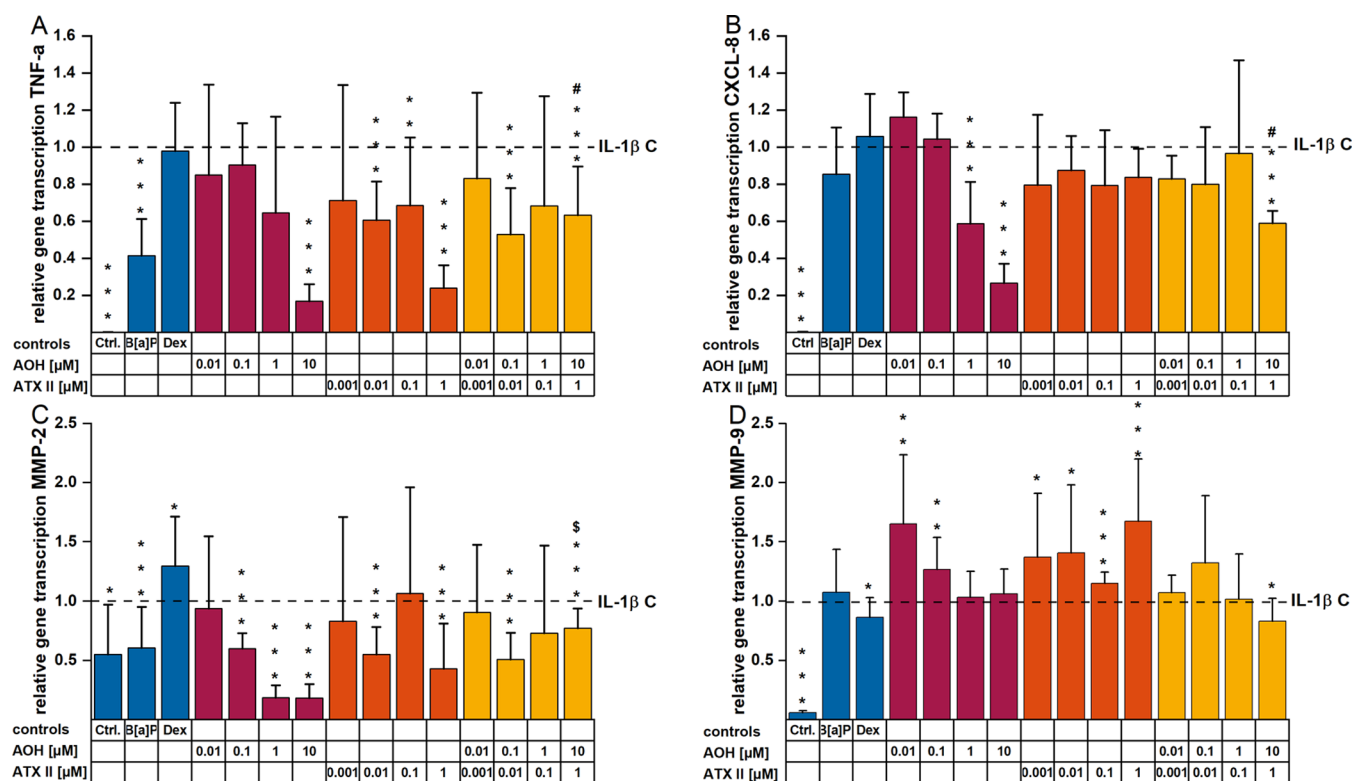 A
relative gene transcription TNF-a
1.6
1.4
1.2
1.0
0.8
0.6
0.4
0.2
* * *
* * *
* * *
* * *
* *
* * *
* * *
#
* * *
IL-1β C
controls Ctrl. B[a]P Dex
AOH [µM] 0.01 0.1 1 10 0.01 0.1 1 10
ATX II [µM] 0.001 0.01 0.1 1 0.001 0.01 0.1 1
B
relative gene transcription CXCL-8
1.6
1.4
1.2
1.0
0.8
0.6
0.4
0.2
* * *
* * *
* * *
#
* * *
IL-1β C
controls Ctrl B[a]P Dex
AOH [µM] 0.01 0.1 1 10 0.01 0.1 1 10
ATX II [µM] 0.001 0.01 0.1 1 0.001 0.01 0.1 1
C
relative gene transcription MMP-2
2.5
2.0
1.5
1.0
0.5
*
* * *
*
* * *
* * *
* * *
* * *
* * *
* * *
$
* * *
IL-1β C
controls Ctrl. B[a]P Dex
AOH [µM] 0.01 0.1 1 10 0.01 0.1 1 10
ATX II [µM] 0.001 0.01 0.1 1 0.001 0.01 0.1 1
D
relative gene transcription MMP-9
2.5
2.0
1.5
1.0
0.5
* * *
*
* *
* *
*
*
* * *
* * *
*
IL-1β C
controls Ctrl. B[a]P Dex
AOH [µM] 0.01 0.1 1 10 0.01 0.1 1 10
ATX II [µM] 0.001 0.01 0.1 1 0.001 0.01 0.1 1